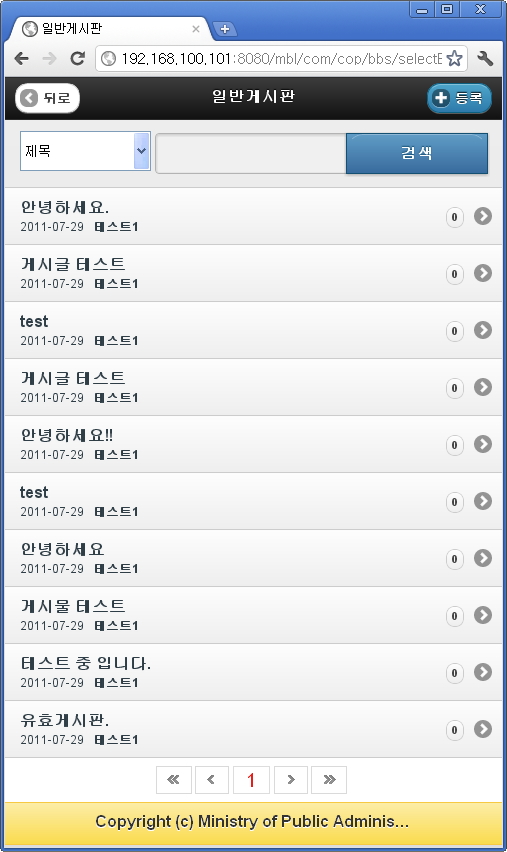 일반게시판
192.168.100.101:8080/mbl/com/cop/bbs/selectB
뒤로
일반게시판
등록
제목
검색
안녕하세요.
2011-07-29 테스트1
0
게시글 테스트
2011-07-29 테스트1
0
test
2011-07-29 테스트1
0
게시글 테스트
2011-07-29 테스트1
0
안녕하세요!!
2011-07-29 테스트1
0
test
2011-07-29 테스트1
0
안녕하세요
2011-07-29 테스트1
0
게시물 테스트
2011-07-29 테스트1
0
테스트 중 입니다.
2011-07-29 테스트1
0
유효게시판.
2011-07-29 테스트1
0
« < 1 > »
Copyright (c) Ministry of Public Adminis...